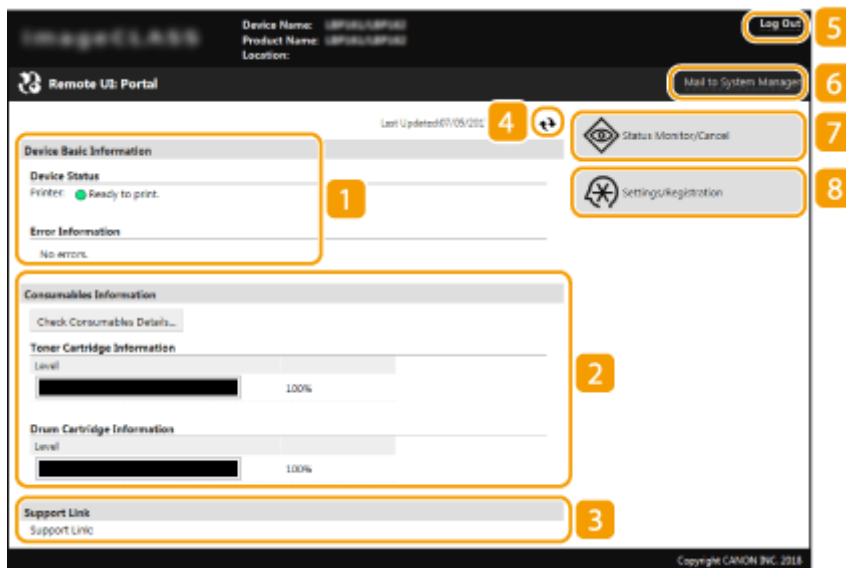 Device Name:
Log Out
5
Product Name:
Location:
Remote UI: Portal
Mail to System Manager
6
Last Updated:07/05/201
4
Status Monitor/Cancel
7
Device Basic Information
Device Status
Printer: Ready to print.
1
Settings/Registration
8
Error Information
No errors.
Consumables Information
Check Consumables Details...
Toner Cartridge Information
Level
100%
2
Drum Cartridge Information
Level
100%
Support Link
3
Support Link:
Copyright CANON INC. 2018